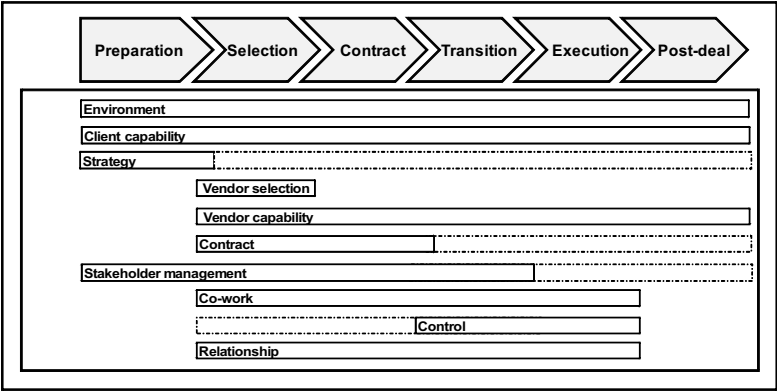 Preparation
Selection
Contract
Transition
Execution
Post-deal
Environment
Client capability
Strategy
Vendor selection
Vendor capability
Contract
Stakeholder management
Co-work
Control
Relationship